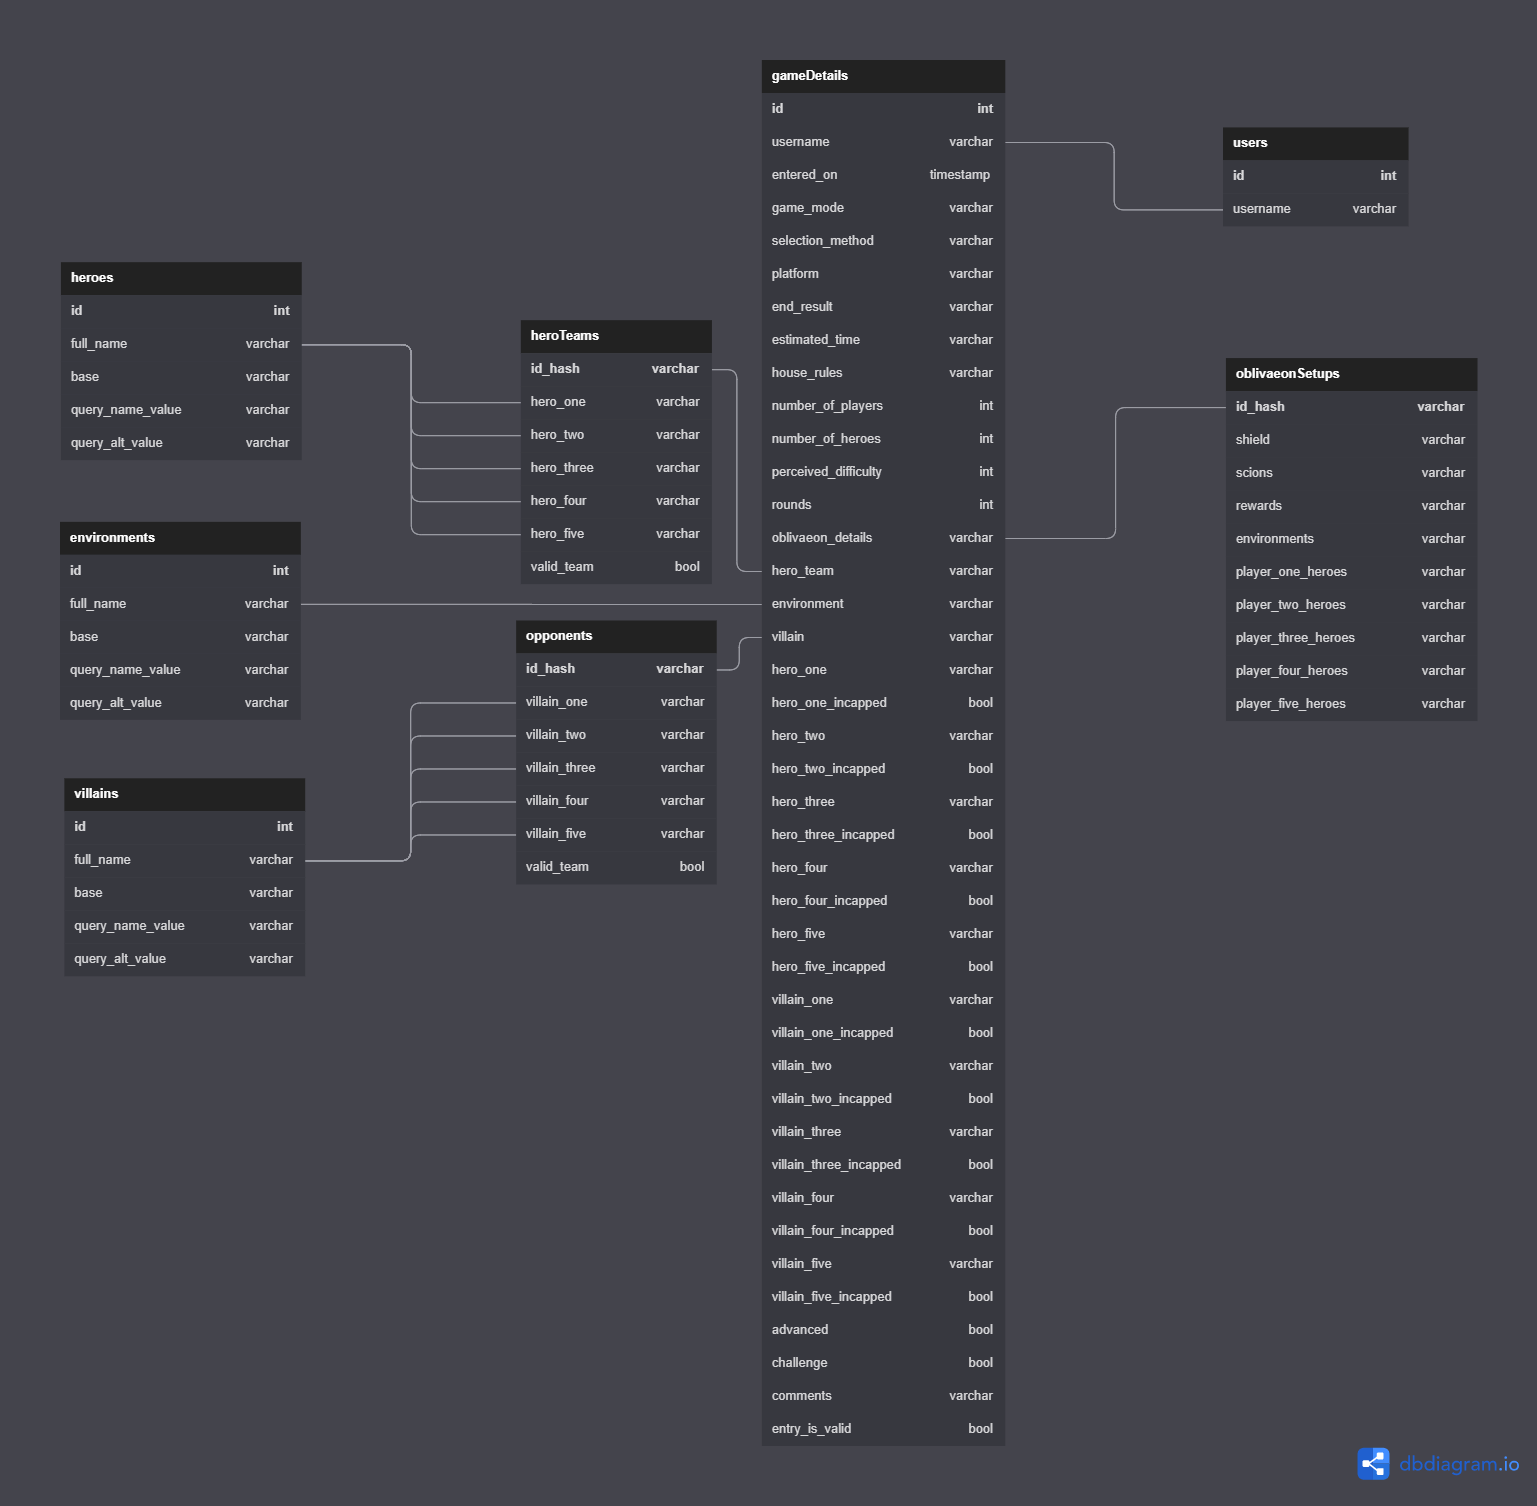 gameDetails
id int
username varchar
entered_on timestamp
game_mode varchar
selection_method varchar
platform varchar
end_result varchar
estimated_time varchar
house_rules varchar
number_of_players int
number_of_heroes int
perceived_difficulty int
rounds int
oblivaeon_details varchar
hero_team varchar
environment varchar
villain varchar
hero_one varchar
hero_one_incapped bool
hero_two varchar
hero_two_incapped bool
hero_three varchar
hero_three_incapped bool
hero_four varchar
hero_four_incapped bool
hero_five varchar
hero_five_incapped bool
villain_one varchar
villain_one_incapped bool
villain_two varchar
villain_two_incapped bool
villain_three varchar
villain_three_incapped bool
villain_four varchar
villain_four_incapped bool
villain_five varchar
villain_five_incapped bool
advanced bool
challenge bool
comments varchar
entry_is_valid bool
users
id int
username varchar
heroes
id int
full_name varchar
base varchar
query_name_value varchar
query_alt_value varchar
heroTeams
id_hash varchar
hero_one varchar
hero_two varchar
hero_three varchar
hero_four varchar
hero_five varchar
valid_team bool
oblivaeonSetups
id_hash varchar
shield varchar
scions varchar
rewards varchar
environments varchar
player_one_heroes varchar
player_two_heroes varchar
player_three_heroes varchar
player_four_heroes varchar
player_five_heroes varchar
environments
id int
full_name varchar
base varchar
query_name_value varchar
query_alt_value varchar
opponents
id_hash varchar
villain_one varchar
villain_two varchar
villain_three varchar
villain_four varchar
villain_five varchar
valid_team bool
villains
id int
full_name varchar
base varchar
query_name_value varchar
query_alt_value varchar
dbdiagram.io